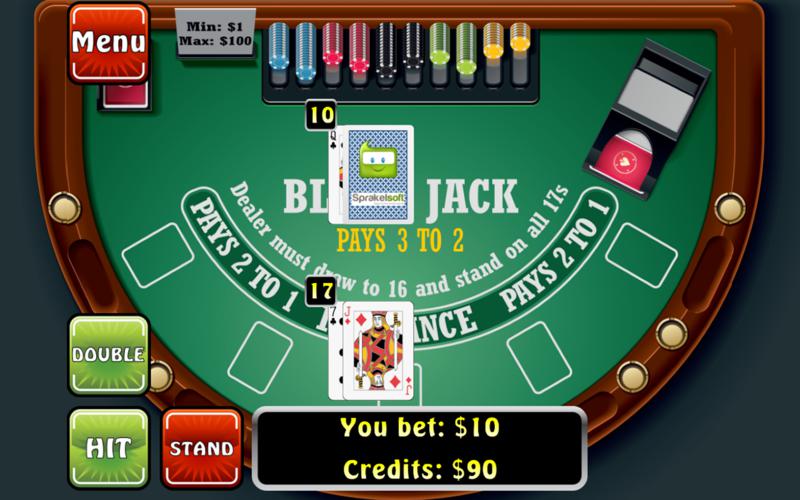 Menu
Min: $1
Max: $100
10
Q
Sprakelsoft
BL JACK
PAYS 3 TO 2
Dealer must draw to 16 and stand on all 17s
PAYS 2 TO 1 PAYS 2 TO 1
17
7
J
J
DOUBLE
HIT
STAND
You bet: $10
Credits: $90